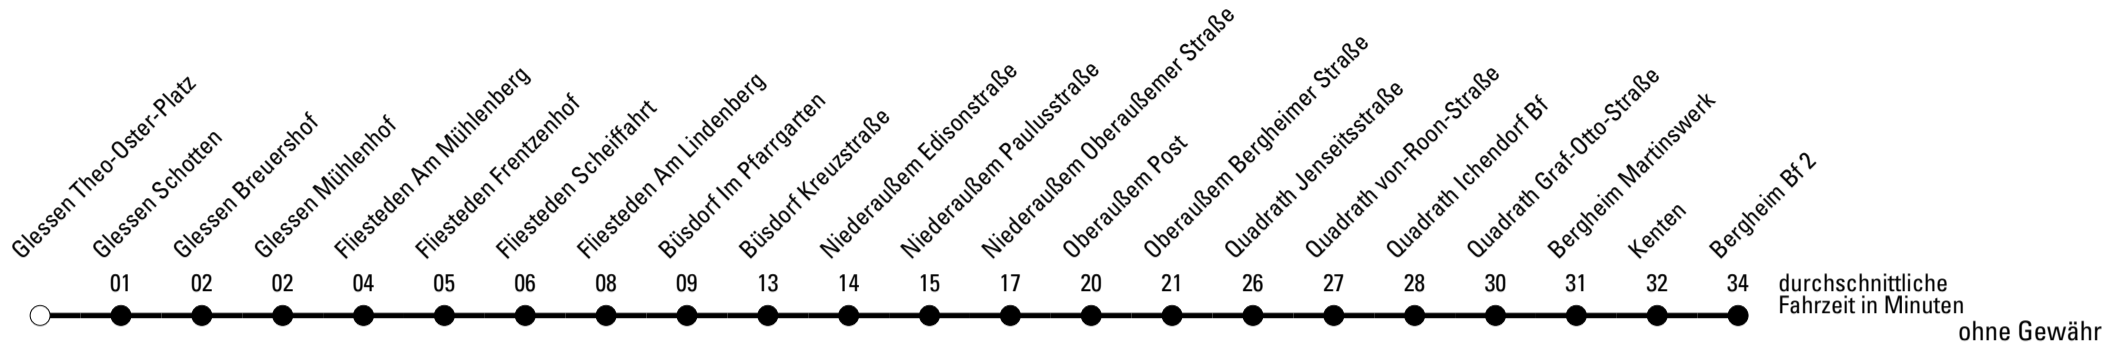 Glessen Theo-Oster-Platz
Glessen Schotten
Glessen Breuershof
Glessen Mühlenhof
Fliesteden Am Mühlenberg
Fliesteden Frentzenhof
Fliesteden Scheiffahrt
Fliesteden Am Lindenberg
Büsdorf Im Pfarrgarten
Büsdorf Kreuzstraße
Niederaußem Edisonstraße
Niederaußem Paulusstraße
Niederaußem Oberaußemer Straße
Oberaußem Post
Oberaußem Bergheimer Straße
Quadrath Jenseitsstraße
Quadrath von-Roon-Straße
Quadrath Ichendorf Bf
Quadrath Graf-Otto-Straße
Bergheim Martinswerk
Kenten
Bergheim Bf 2
01 02 02 04 05 06 08 09 13 14 15 17 20 21 26 27 28 30 31 32 34 durchschnittliche
Fahrzeit in Minuten
ohne Gewähr